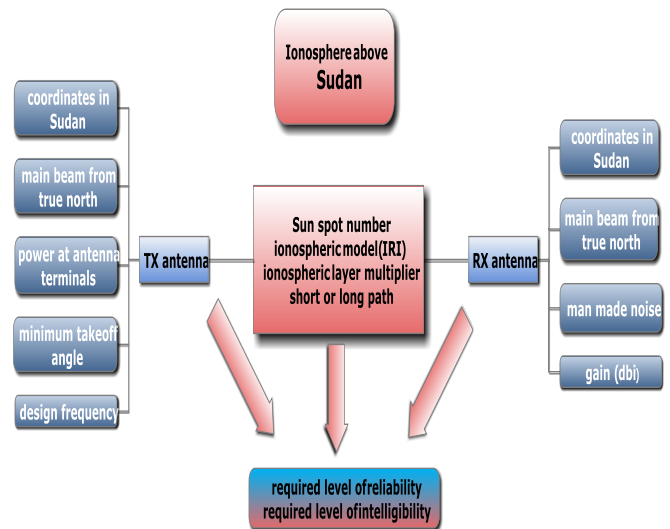 Ionosphere above
Sudan
coordinates in
Sudan
main beam from
true north
power at antenna
terminals
minimum takeoff
angle
design frequency
TX antenna
Sun spot number
ionospheric model(IRI)
ionospheric layer multiplier
short or long path
RX antenna
coordinates in
Sudan
main beam from
true north
man made noise
gain (dbi)
required level ofreliability
required level ofintelligibility